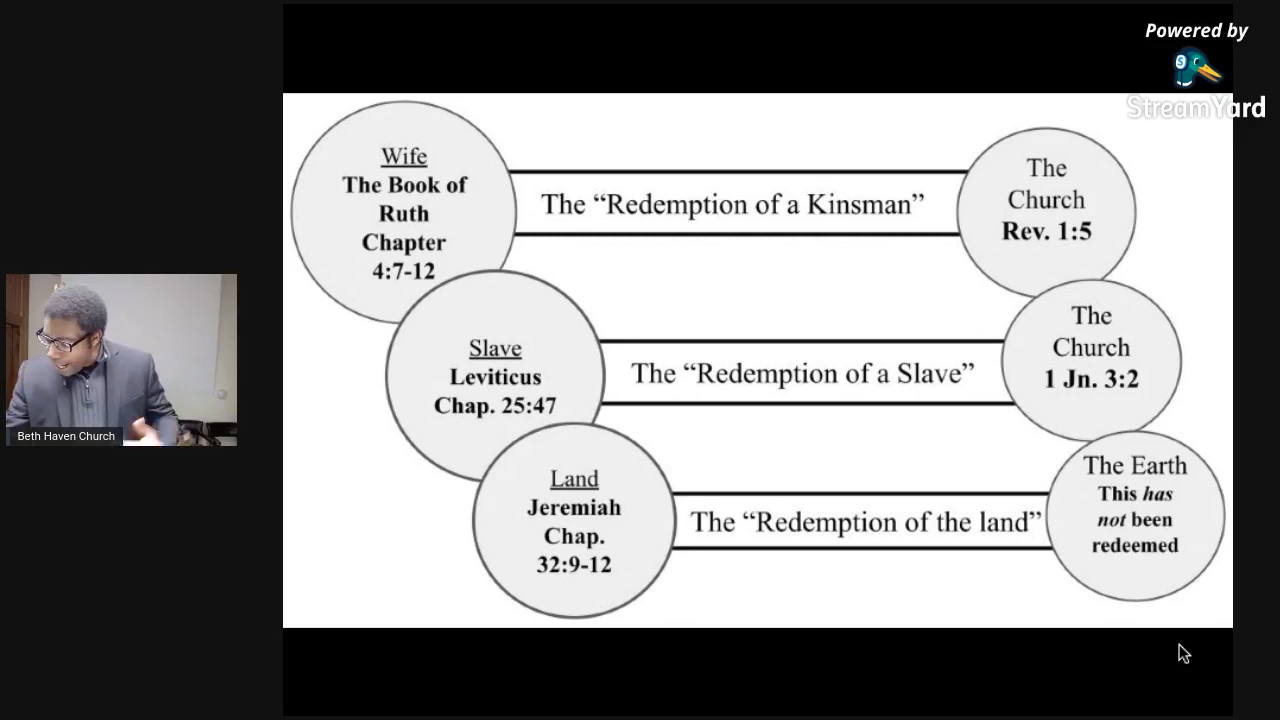 Powered by
StreamYard
Wife
The Book of
Ruth
Chapter
4:7-12
The “Redemption of a Kinsman”
The
Church
Rev. 1:5
Slave
Leviticus
Chap. 25:47
The “Redemption of a Slave”
The
Church
1 Jn. 3:2
Land
Jeremiah
Chap.
32:9-12
The “Redemption of the land”
The Earth
This has
not been
redeemed
Beth Haven Church